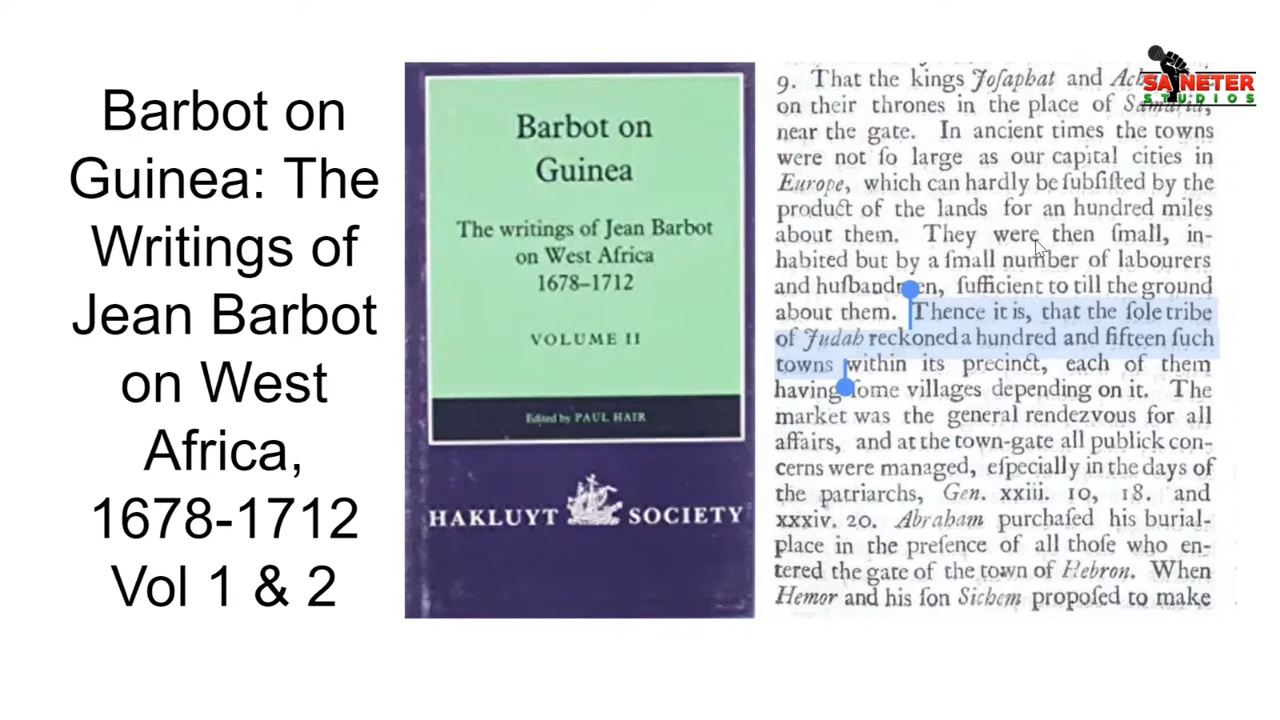 Barbot on
Guinea: The
Writings of
Jean Barbot
on West
Africa,
1678-1712
Vol 1 & 2
Barbot on
Guinea
The writings of Jean Barbot
on West Africa
1678–1712
VOLUME II
Edited by PAUL HAIR
HAKLUYT SOCIETY
SANETER
STUDIOS
9. That the kings Joſaphat and
on their thrones in the place of Samaria,
near the gate. In ancient times the towns
were not ſo large as our capital cities in
Europe, which can hardly be ſubſiſted by the
product of the lands for an hundred miles
about them. They were then ſmall, in-
habited but by a ſmall number of labourers
and huſbandmen, ſufficient to till the ground
about them. Thence it is, that the ſole tribe
of Judah reckoned a hundred and fifteen ſuch
towns within its precinct, each of them
having ſome villages depending on it. The
market was the general rendezvous for all
affairs, and at the town-gate all publick con-
cerns were managed, eſpecially in the days of
the patriarchs, Gen. xxiii. 10, 18. and
xxxiv. 20. Abraham purchaſed his burial-
place in the preſence of all thoſe who en-
tered the gate of the town of Hebron. When
Hemor and his ſon Sichem propoſed to make